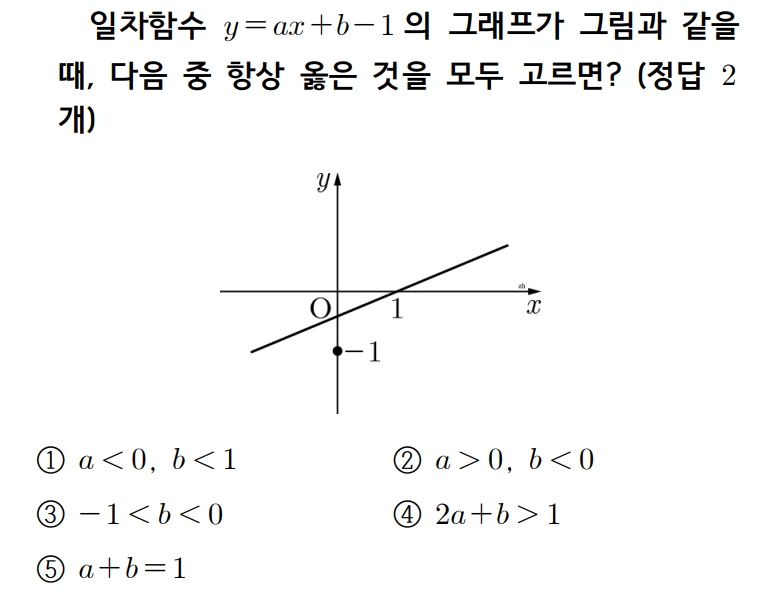 일차함수 y=ax+b−1의 그래프가 그림과 같을
때, 다음 중 항상 옳은 것을 모두 고르면? (정답 2
개)
y
O 1 x
−1
① a<0, b<1 ② a>0, b<0
③ −1<b<0 ④ 2a+b>1
⑤ a+b=1